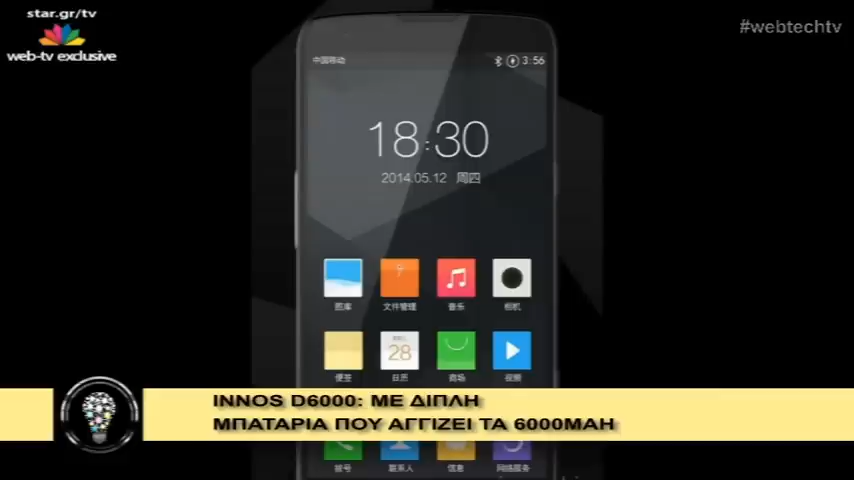 star.gr/tv
web-tv exclusive
#webtechtv
中国移动
3:56
18:30
2014.05.12 周四
图库 文件管理 音乐 相机
28
便签 日历 商场 视频
INNOS D6000: ΜΕ ΔΙΠΛΗ
ΜΠΑΤΑΡΙΑ ΠΟΥ ΑΓΓΙΖΕΙ ΤΑ 6000MAH
拨号 联系人 信息 网络服务